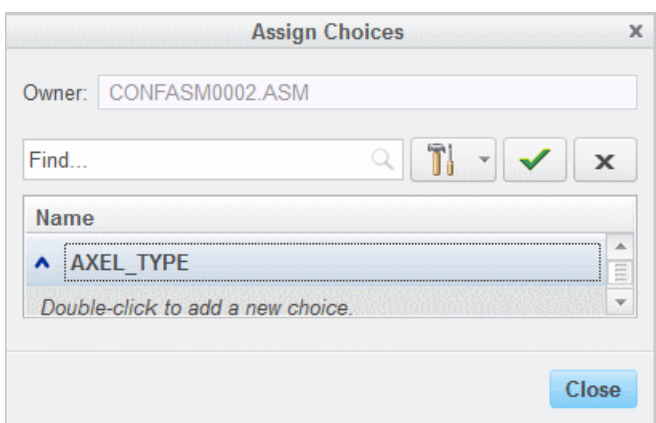 Assign Choices
Owner: CONFASM0002.ASM
Find...
Name
AXEL_TYPE
Double-click to add a new choice.
Close